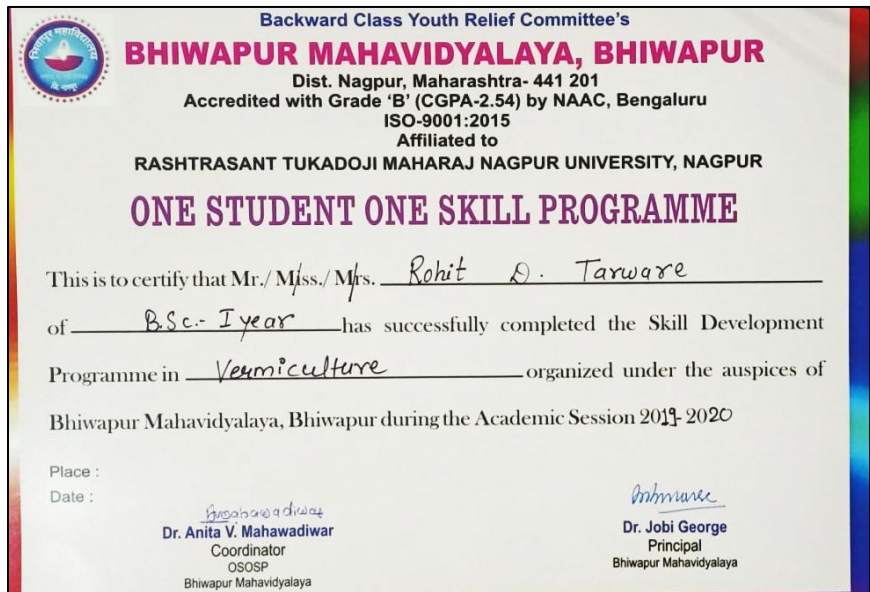 Backward Class Youth Relief Committee's
BHIWAPUR MAHAVIDYALAYA, BHIWAPUR
Dist. Nagpur, Maharashtra- 441 201
Accredited with Grade 'B' (CGPA-2.54) by NAAC, Bengaluru
ISO-9001:2015
Affiliated to
RASHTRASANT TUKADOJI MAHARAJ NAGPUR UNIVERSITY, NAGPUR
ONE STUDENT ONE SKILL PROGRAMME
This is to certify that Mr./ Miss./ Mrs. Rohit D. Tarware
of B.Sc.- I year has successfully completed the Skill Development
Programme in Vermiculture organized under the auspices of
Bhiwapur Mahavidyalaya, Bhiwapur during the Academic Session 2019-2020
Place :
Date :
Dr. Anita V. Mahawadiwar
Coordinator
OSOSP
Bhiwapur Mahavidyalaya
Dr. Jobi George
Principal
Bhiwapur Mahavidyalaya